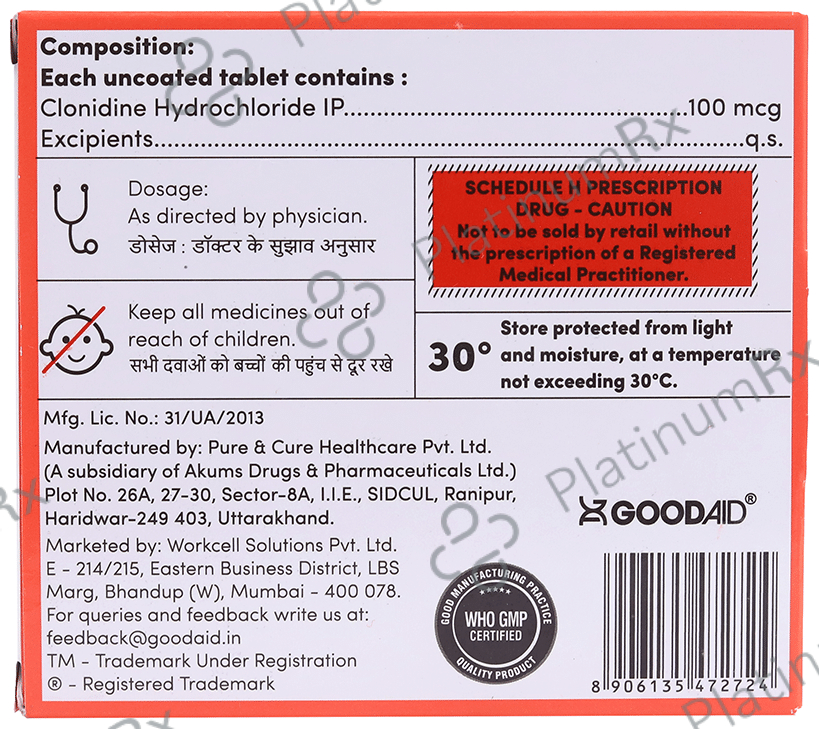 Composition:
Each uncoated tablet contains :
Clonidine Hydrochloride IP.................................................100 mcg
Excipients.....................................................................................q.s.
Dosage:
As directed by physician.
डोसेज : डॉक्टर के सुझाव अनुसार
SCHEDULE H PRESCRIPTION
DRUG - CAUTION
Not to be sold by retail without
the prescription of a Registered
Medical Practitioner.
Keep all medicines out of
reach of children.
सभी दवाओं को बच्चों की पहुंच से दूर रखे
30°
Store protected from light
and moisture, at a temperature
not exceeding 30°C.
Mfg. Lic. No.: 31/UA/2013
Manufactured by: Pure & Cure Healthcare Pvt. Ltd.
(A subsidiary of Akums Drugs & Pharmaceuticals Ltd.)
Plot No. 26A, 27-30, Sector-8A, I.I.E., SIDCUL, Ranipur,
Haridwar-249 403, Uttarakhand.
Marketed by: Workcell Solutions Pvt. Ltd.
E - 214/215, Eastern Business District, LBS
Marg, Bhandup (W), Mumbai - 400 078.
For queries and feedback write us at:
feedback@goodaid.in
TM - Trademark Under Registration
® - Registered Trademark
GOODAID®
GOOD MANUFACTURING PRACTICE
WHO GMP
CERTIFIED
QUALITY PRODUCT
8 906135 472724
PlatinumRx
PlatinumRx
PlatinumRx